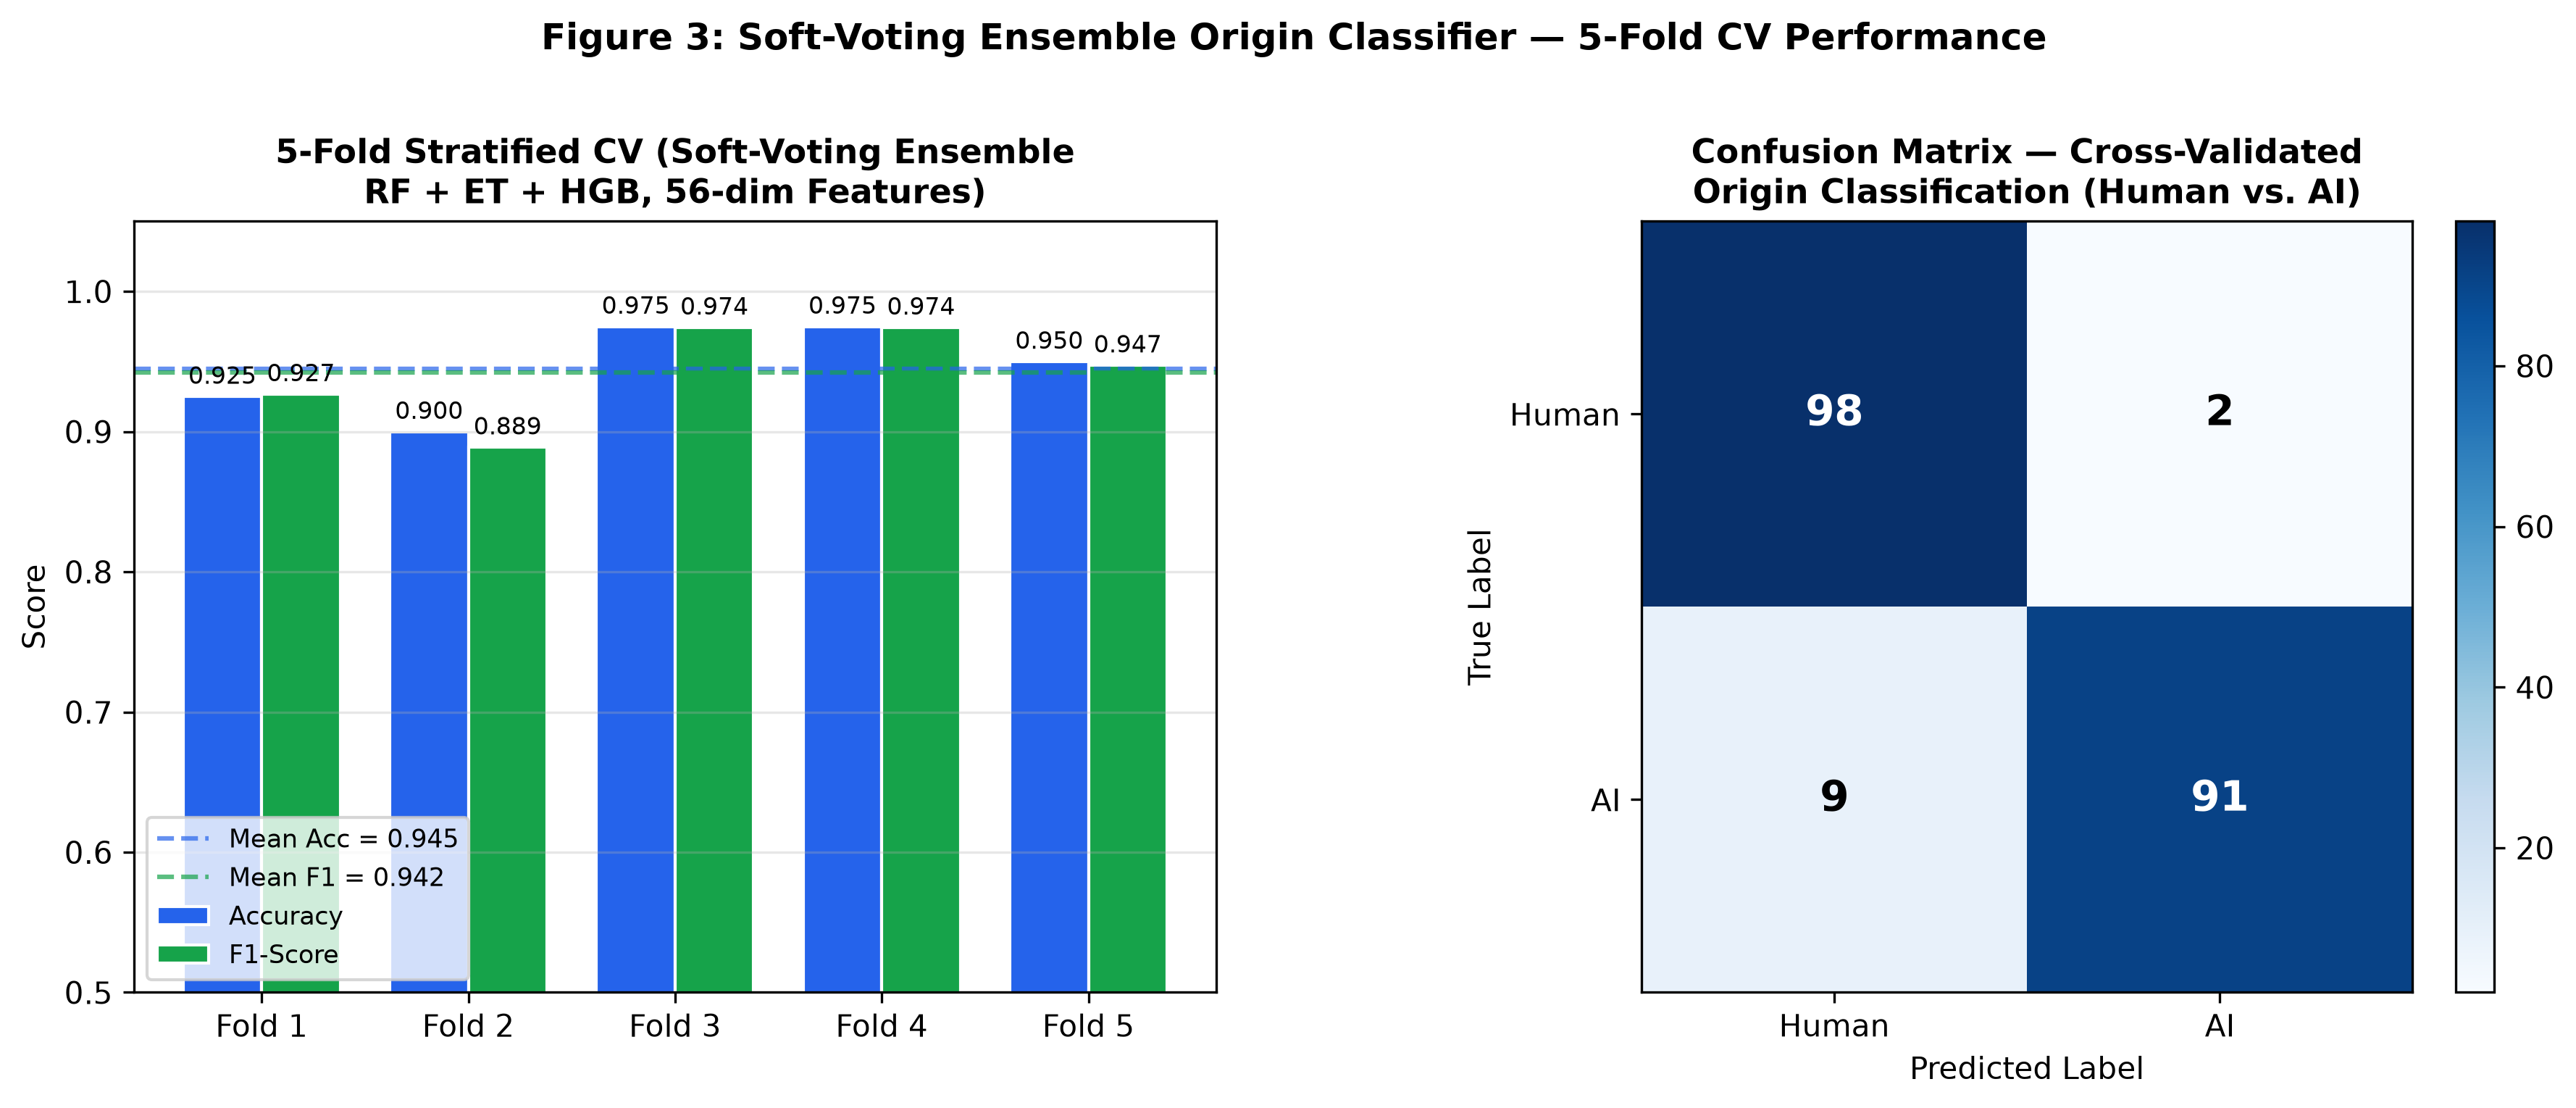 Figure 3: Soft-Voting Ensemble Origin Classifier — 5-Fold CV Performance
5-Fold Stratified CV (Soft-Voting Ensemble
RF + ET + HGB, 56-dim Features)
Score
1.0
0.9
0.8
0.7
0.6
0.5
0.925
0.927
0.900
0.889
0.975
0.974
0.975
0.974
0.950
0.947
Mean Acc = 0.945
Mean F1 = 0.942
Accuracy
F1-Score
Fold 1
Fold 2
Fold 3
Fold 4
Fold 5
Confusion Matrix — Cross-Validated
Origin Classification (Human vs. AI)
True Label
Human
AI
98
2
9
91
Human
AI
Predicted Label
80
60
40
20